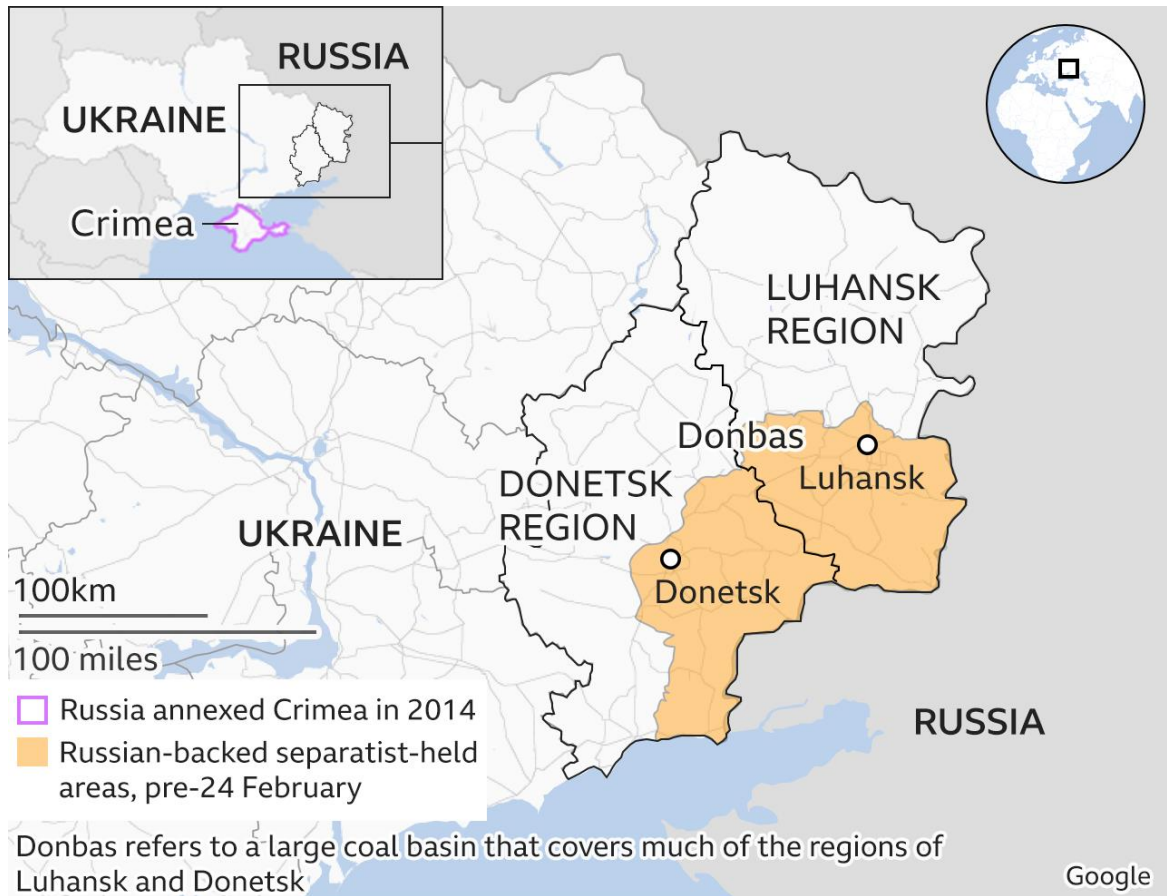 RUSSIA
UKRAINE
Crimea
LUHANSK
REGION
Donbas
Luhansk
DONETSK
REGION
UKRAINE
Donetsk
100km
100 miles
RUSSIA
Russia annexed Crimea in 2014
Russian-backed separatist-held
areas, pre-24 February
Donbas refers to a large coal basin that covers much of the regions of
Luhansk and Donetsk
Google